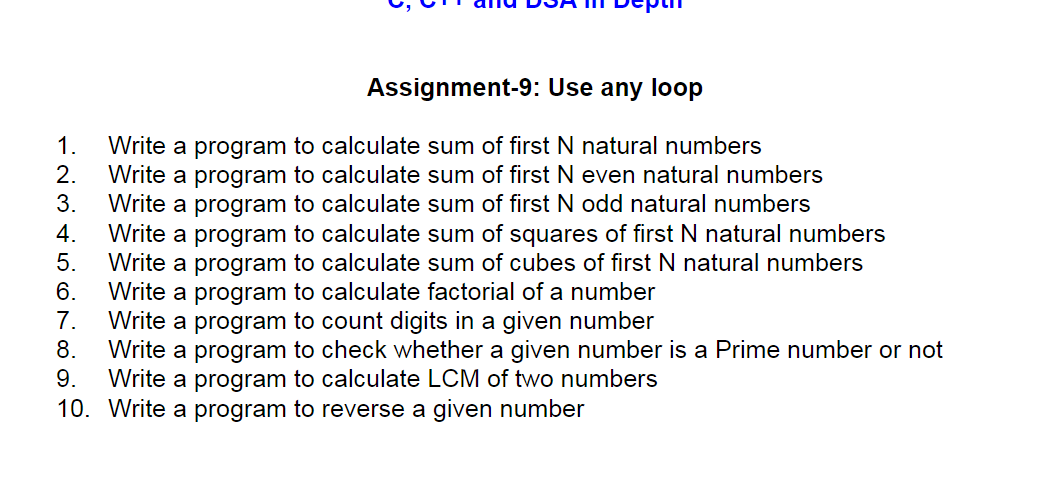 C, C++ and DSA in Depth
Assignment-9: Use any loop
1. Write a program to calculate sum of first N natural numbers
2. Write a program to calculate sum of first N even natural numbers
3. Write a program to calculate sum of first N odd natural numbers
4. Write a program to calculate sum of squares of first N natural numbers
5. Write a program to calculate sum of cubes of first N natural numbers
6. Write a program to calculate factorial of a number
7. Write a program to count digits in a given number
8. Write a program to check whether a given number is a Prime number or not
9. Write a program to calculate LCM of two numbers
10. Write a program to reverse a given number